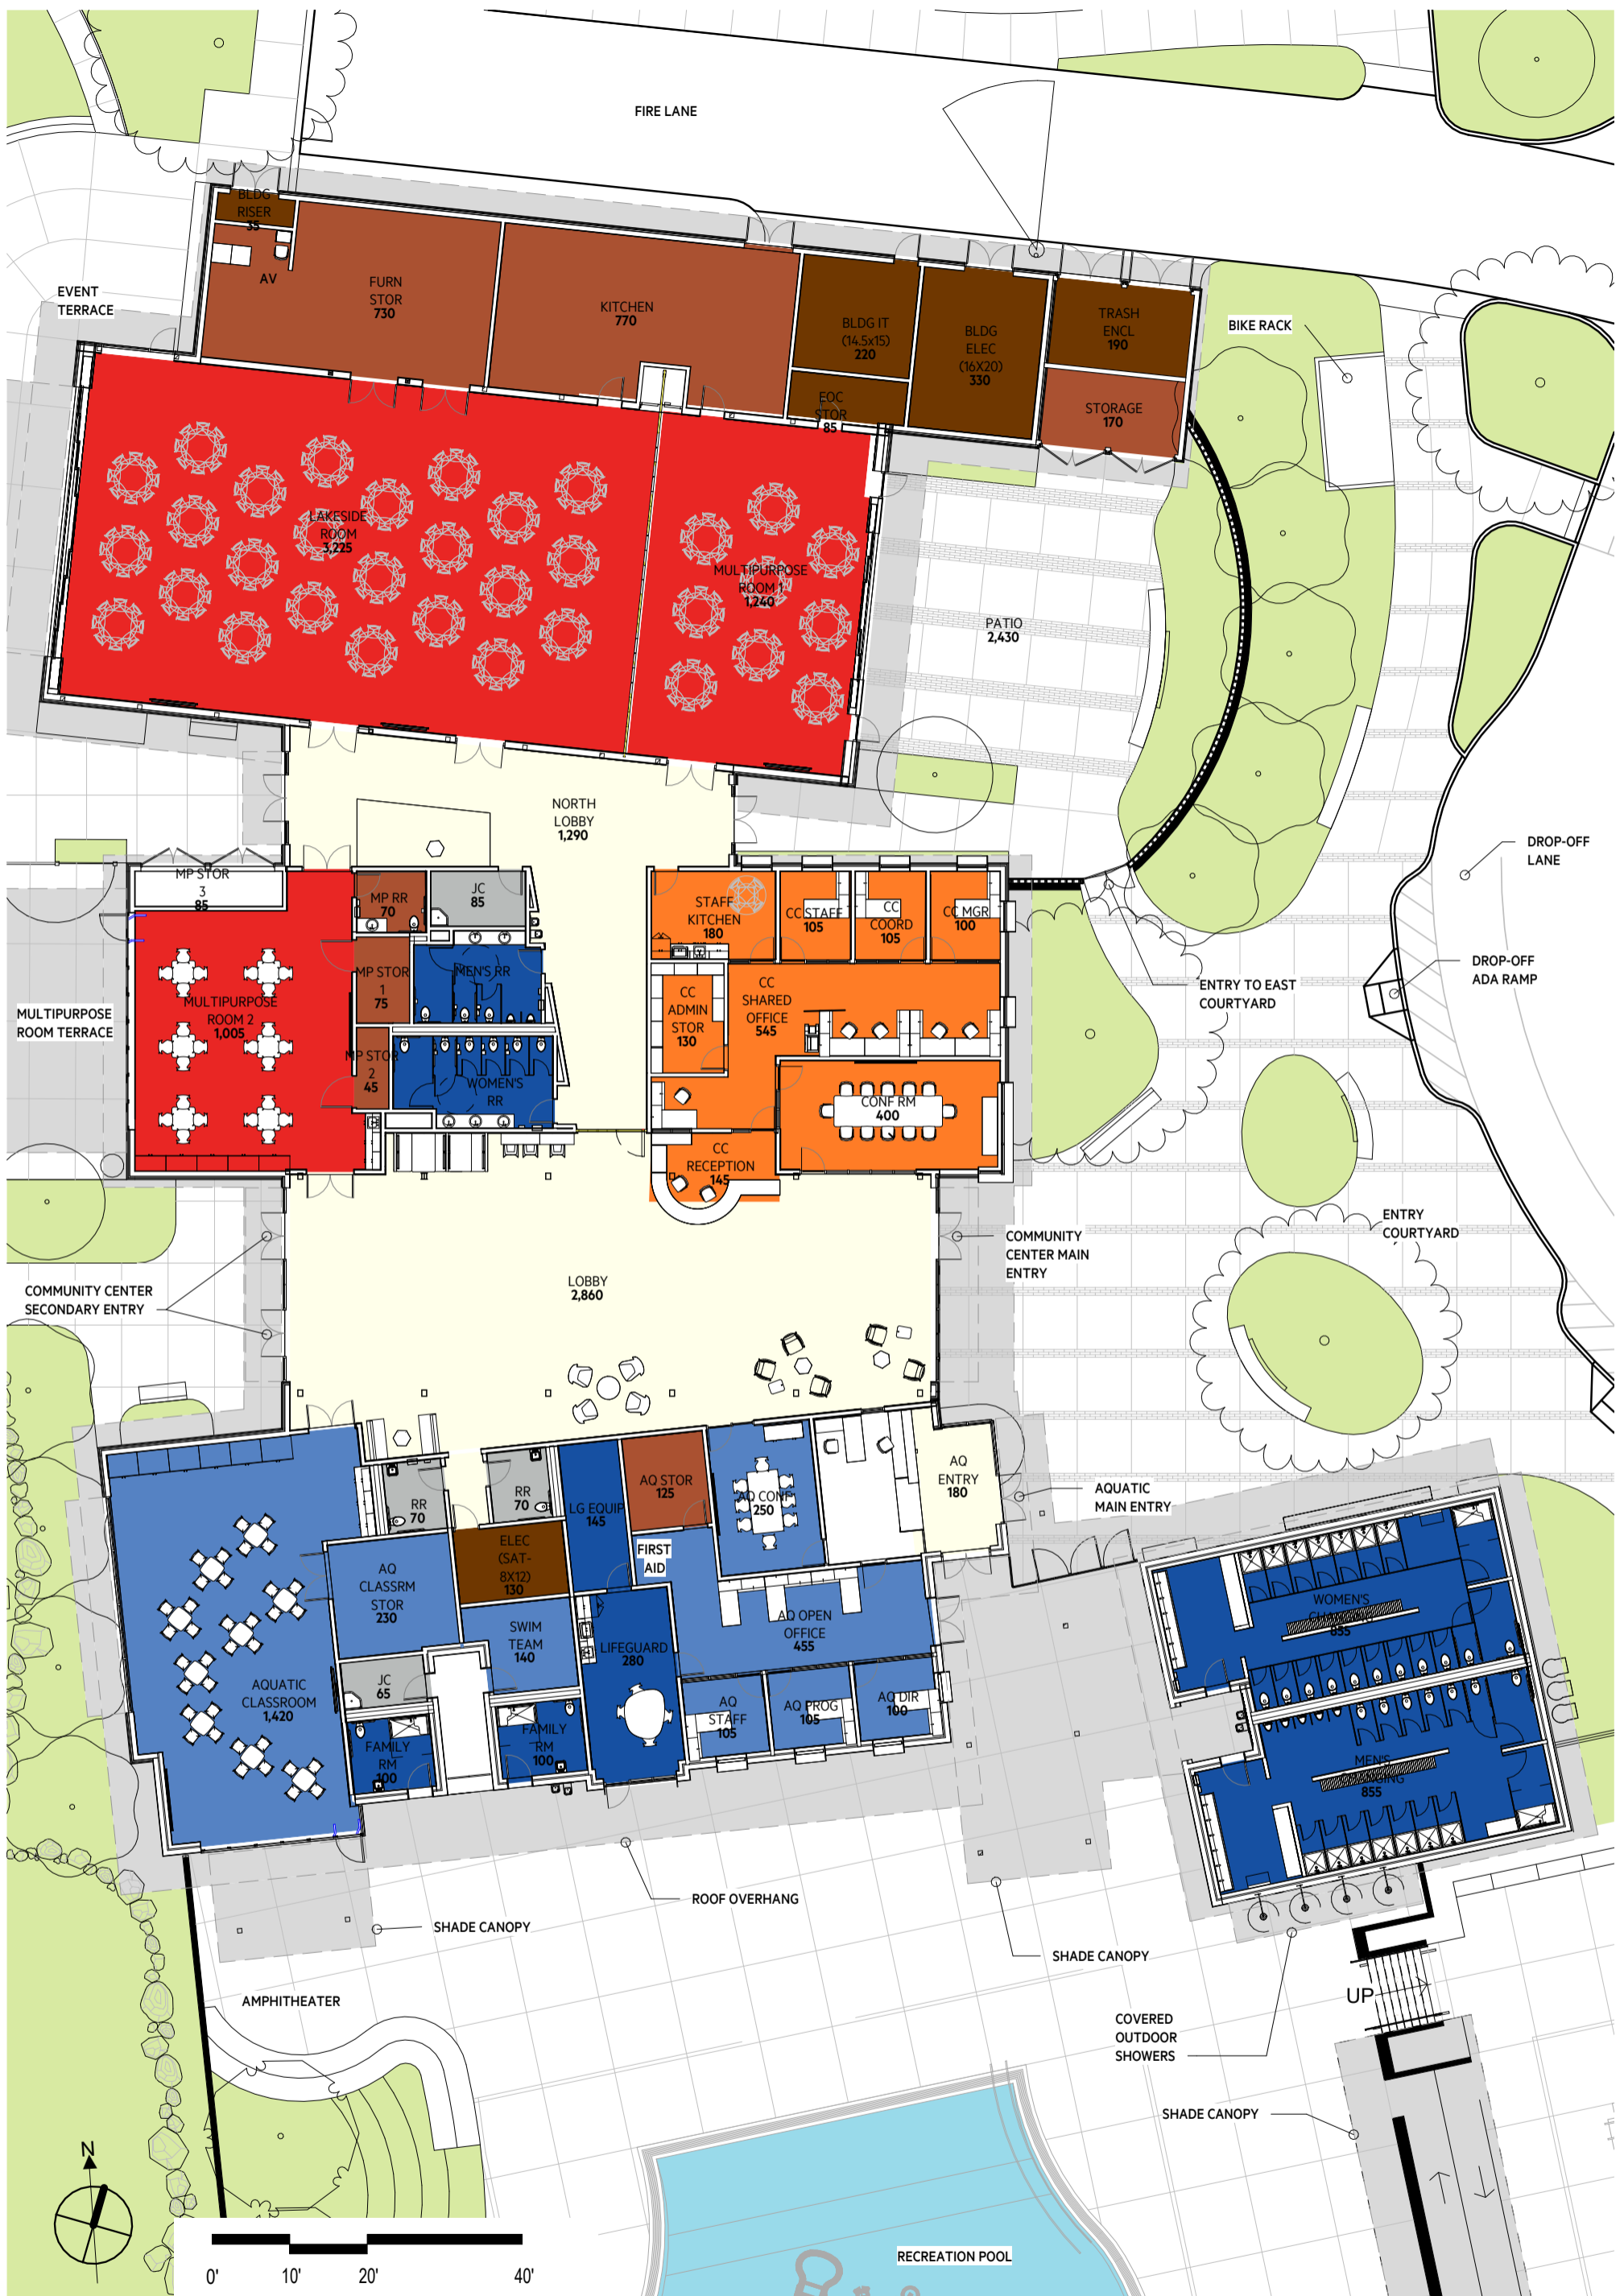 FIRE LANE
BLDG
RISER
35
AV
FURN
STOR
730
KITCHEN
770
BLDG IT
(14.5x15)
220
BLDG
ELEC
(16X20)
330
TRASH
ENCL
190
EOC
STOR
85
STORAGE
170
EVENT
TERRACE
BIKE RACK
LAKESIDE
ROOM
3,225
MULTIPURPOSE
ROOM 1
1,240
PATIO
2,430
NORTH
LOBBY
1,290
DROP-OFF
LANE
MP STOR
3
85
MP RR
70
JC
85
STAFF
KITCHEN
180
CC STAFF
105
CC
COORD
105
CC MGR
100
DROP-OFF
ADA RAMP
ENTRY TO EAST
COURTYARD
MULTIPURPOSE
ROOM TERRACE
MULTIPURPOSE
ROOM 2
1,005
MP STOR
1
75
MEN'S RR
CC
ADMIN
STOR
130
CC
SHARED
OFFICE
545
MP STOR
2
45
WOMEN'S
RR
CONF RM
400
CC
RECEPTION
145
ENTRY
COURTYARD
COMMUNITY
CENTER MAIN
ENTRY
COMMUNITY CENTER
SECONDARY ENTRY
LOBBY
2,860
RR
70
RR
70
LG EQUIP
145
AQ STOR
125
AQ CONF
250
AQ
ENTRY
180
AQUATIC
MAIN ENTRY
AQ
CLASSRM
STOR
230
ELEC
(SAT-
8X12)
130
FIRST
AID
SWIM
TEAM
140
LIFEGUARD
280
AQ OPEN
OFFICE
455
WOMEN'S
CHANGING
855
AQUATIC
CLASSROOM
1,420
JC
65
FAMILY
RM
100
FAMILY
RM
100
AQ
STAFF
105
AQ PROG
105
AQ DIR
100
MEN'S
CHANGING
855
ROOF OVERHANG
SHADE CANOPY
SHADE CANOPY
AMPHITHEATER
UP
COVERED
OUTDOOR
SHOWERS
SHADE CANOPY
N
RECREATION POOL
0' 10' 20' 40'